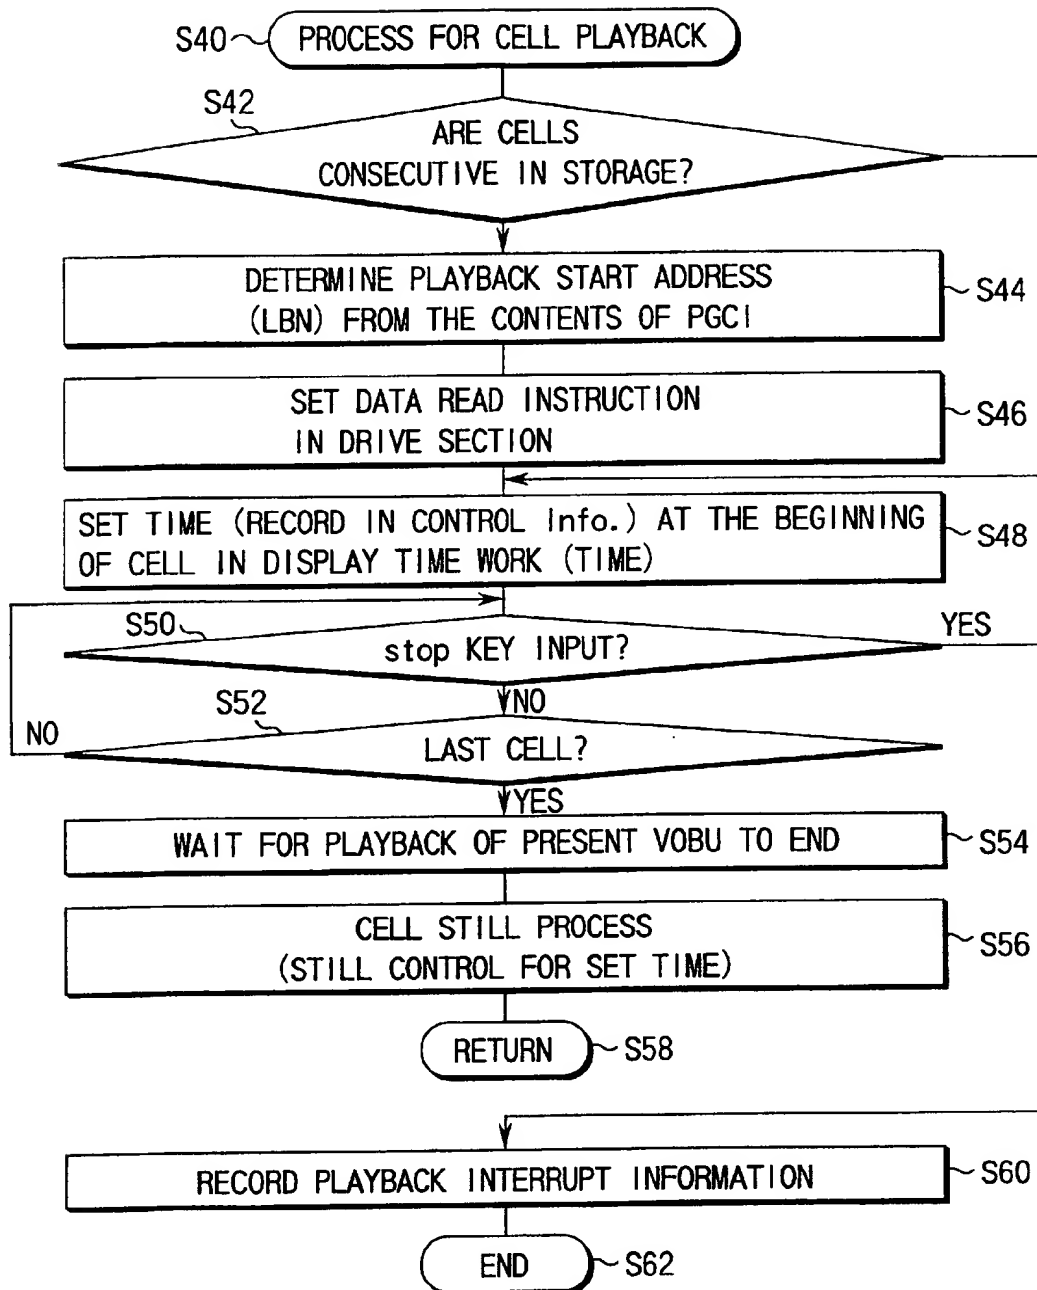 S40
PROCESS FOR CELL PLAYBACK
S42
ARE CELLS
CONSECUTIVE IN STORAGE?
DETERMINE PLAYBACK START ADDRESS
(LBN) FROM THE CONTENTS OF PGCI
S44
SET DATA READ INSTRUCTION
IN DRIVE SECTION
S46
SET TIME (RECORD IN CONTROL Info.) AT THE BEGINNING
OF CELL IN DISPLAY TIME WORK (TIME)
S48
S50
stop KEY INPUT?
YES
NO
S52
NO
LAST CELL?
YES
WAIT FOR PLAYBACK OF PRESENT VOBU TO END
S54
CELL STILL PROCESS
(STILL CONTROL FOR SET TIME)
S56
RETURN
S58
RECORD PLAYBACK INTERRUPT INFORMATION
S60
END
S62